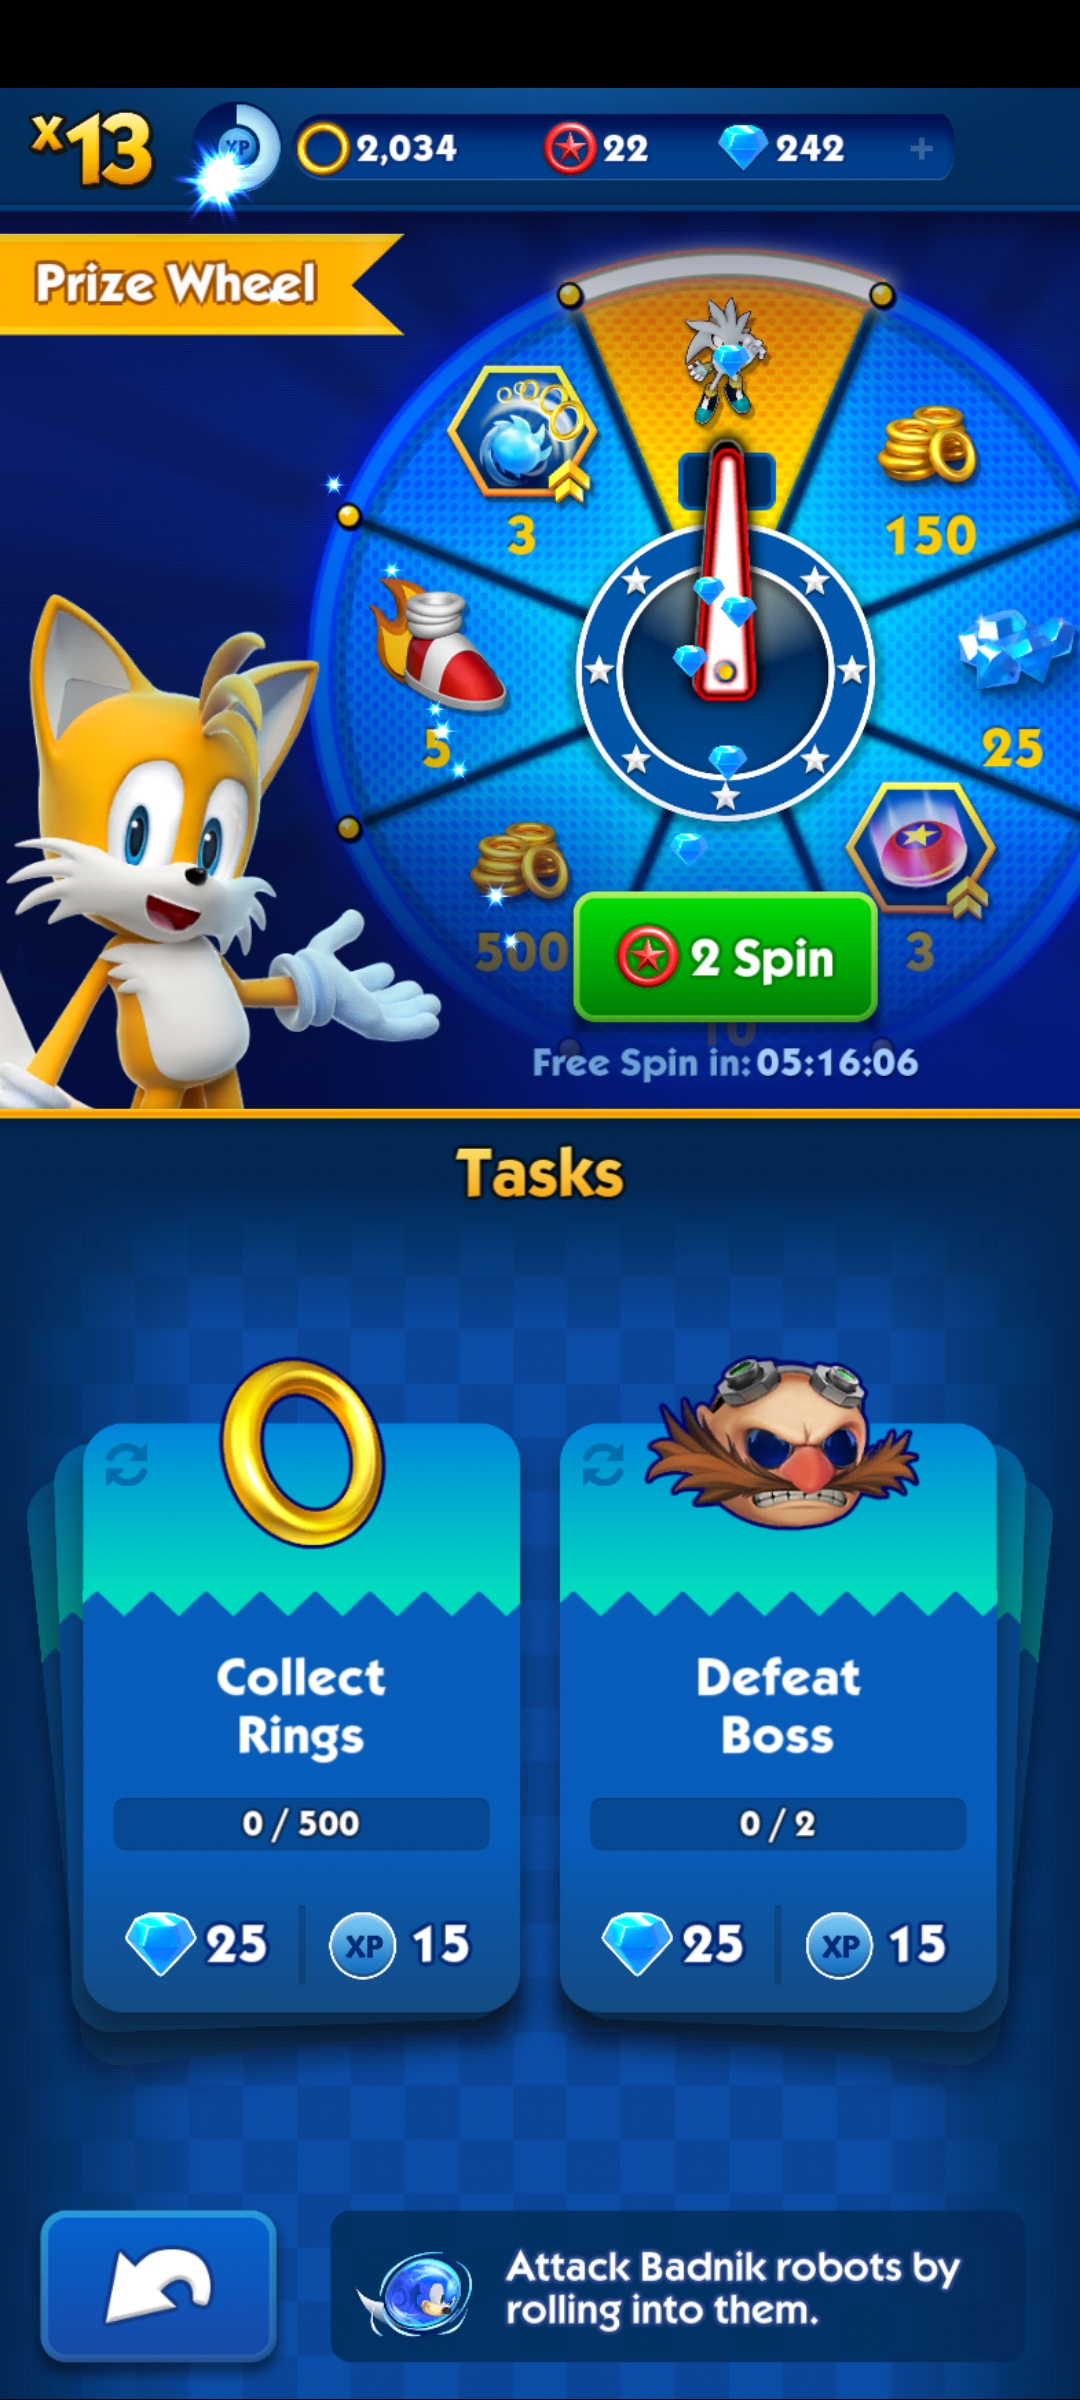 x13
XP
2,034
22
242
+
Prize Wheel
3
150
5
25
500
3
2 Spin
10
Free Spin in: 05:16:06
Tasks
Collect
Rings
0 / 500
25
XP
15
Defeat
Boss
0 / 2
25
XP
15
Attack Badnik robots by
rolling into them.